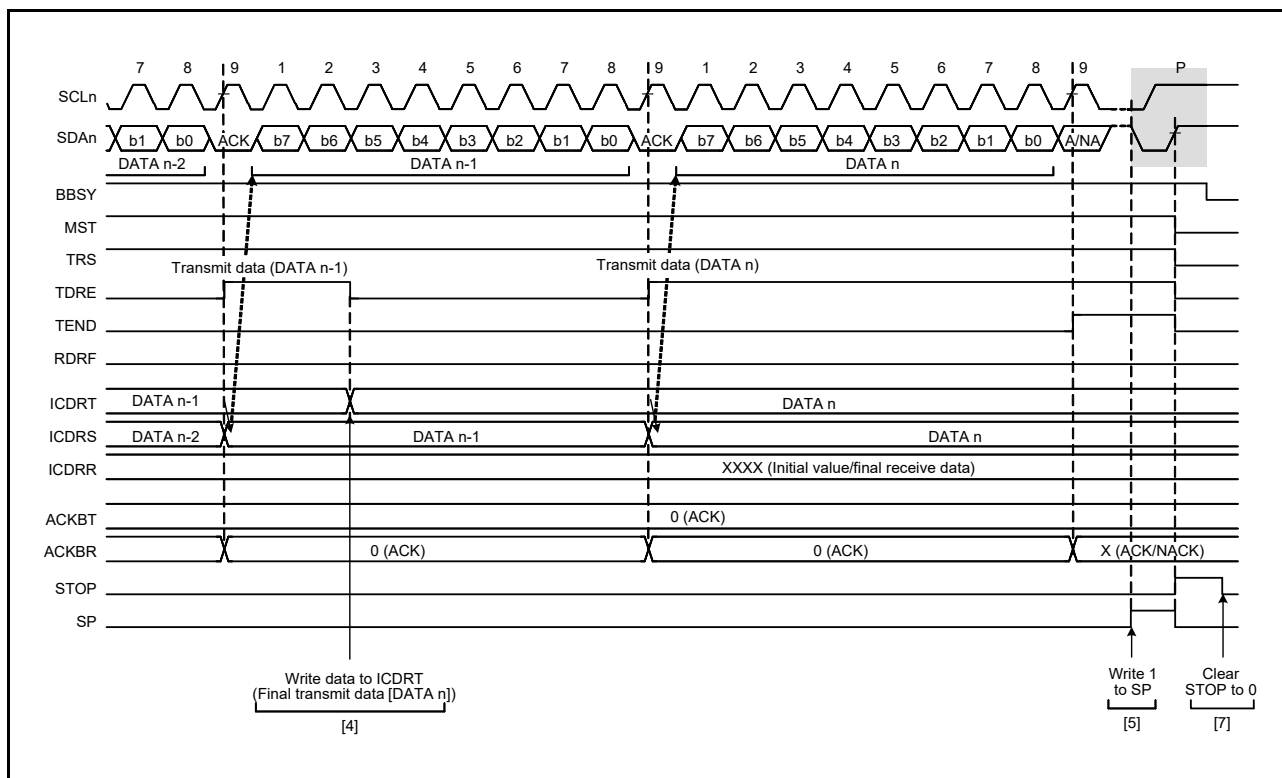 7 8 9 1 2 3 4 5 6 7 8 9 1 2 3 4 5 6 7 8 9 P
SCLn
SDAn b1 b0 ACK b7 b6 b5 b4 b3 b2 b1 b0 ACK b7 b6 b5 b4 b3 b2 b1 b0 A/NA
DATA n-2 DATA n-1 DATA n
BBSY
MST
TRS
Transmit data (DATA n-1) Transmit data (DATA n)
TDRE
TEND
RDRF
ICDRT DATA n-1 DATA n
ICDRS DATA n-2 DATA n-1 DATA n
ICDRR XXXX (Initial value/final receive data)
ACKBT 0 (ACK)
ACKBR 0 (ACK) 0 (ACK) X (ACK/NACK)
STOP
SP
Write data to ICDRT
(Final transmit data [DATA n])
[4]
Write 1
to SP
[5]
Clear
STOP to 0
[7]